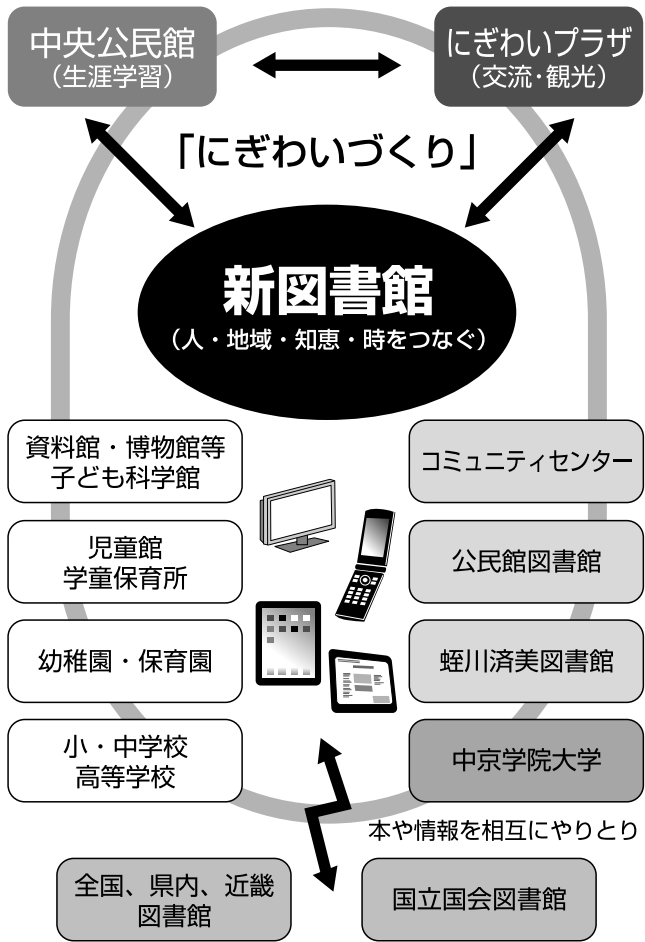 中央公民館
（生涯学習）
にぎわいプラザ
（交流・観光）
「にぎわいづくり」
新図書館
（人・地域・知恵・時をつなぐ）
資料館・博物館等
子ども科学館
児童館
学童保育所
幼稚園・保育園
小・中学校
高等学校
コミュニティセンター
公民館図書館
蛭川済美図書館
中京学院大学
本や情報を相互にやりとり
全国、県内、近畿
図書館
国立国会図書館